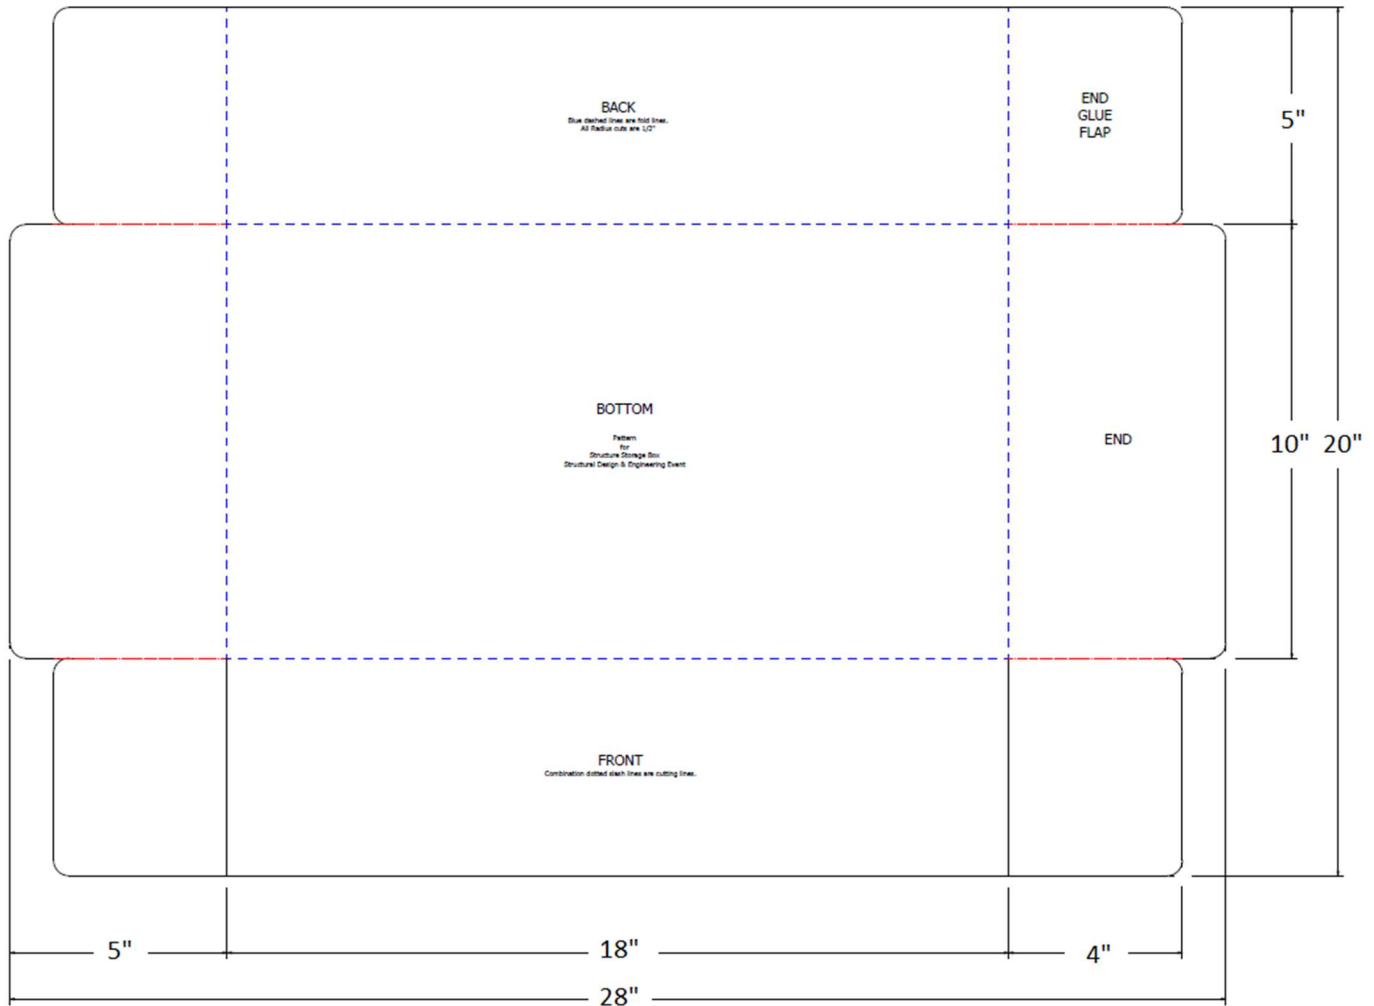 BACK
Blue dashed lines are fold lines.
All Radius cuts are 1/2"
END
GLUE
FLAP
5"
BOTTOM
Pattern
for
Structure Storage Box
Structural Design & Engineering Event
END
10"
20"
FRONT
Combination dotted dash lines are cutting lines.
5"
18"
4"
28"